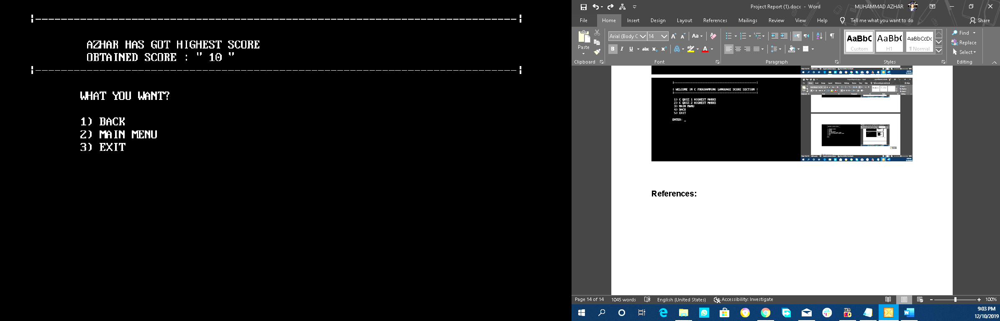 AZHAR HAS GOT HIGHEST SCORE
OBTAINED SCORE : " 10 "
WHAT YOU WANT?
1) BACK
2) MAIN MENU
3) EXIT
Project Report (1).docx - Word
MUHAMMAD AZHAR
File Home Insert Design Layout References Mailings Review View Help Tell me what you want to do Share
Paste
Clipboard
Arial (Body C 14
Font
Paragraph
AaBbC AaBb( AaBbCcDc
Custom H1 ¶ Normal
Styles
Find
Replace
Select
Editing
WELCOME IN C PROGRAMMING LANGUAGE SCORE SECTION
1) C QUIZ 1 HIGHEST MARKS
2) C QUIZ 2 HIGHEST MARKS
3) MAIN MANU
4) BACK
5) EXIT
ENTER: _
References:
Page 14 of 14 1045 words English (United States) Accessibility: Investigate 100%
9:03 PM
12/10/2019